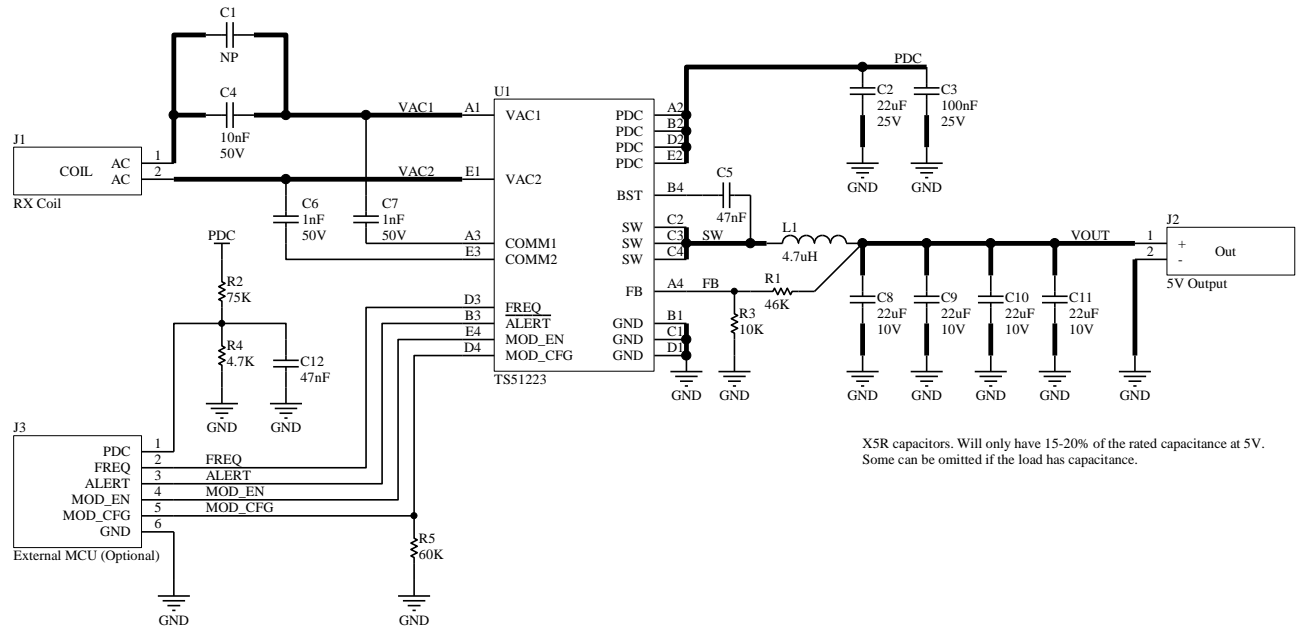 C1
NP
C4
10nF
50V
VAC1
A1
VAC1
J1
COIL
AC
AC
1
2
RX Coil
VAC2
E1
VAC2
C6
1nF
50V
C7
1nF
50V
A3
COMM1
E3
COMM2
PDC
R2
75K
R4
4.7K
C12
47nF
GND
GND
D3
FREQ
B3
ALERT
E4
MOD_EN
D4
MOD_CFG
U1
TS51223
PDC
A2
PDC
B2
PDC
D2
PDC
E2
BST
B4
SW
C2
SW
C3
SW
C4
FB
A4
GND
B1
GND
C1
GND
D1
GND
PDC
C2
22uF
25V
GND
C3
100nF
25V
GND
C5
47nF
SW
L1
4.7uH
FB
R1
46K
R3
10K
GND
VOUT
C8
22uF
10V
GND
C9
22uF
10V
GND
C10
22uF
10V
GND
C11
22uF
10V
GND
GND
J2
1
2
+
-
Out
5V Output
X5R capacitors. Will only have 15-20% of the rated capacitance at 5V.
Some can be omitted if the load has capacitance.
J3
PDC
1
FREQ
2
FREQ
ALERT
3
ALERT
MOD_EN
4
MOD_EN
MOD_CFG
5
MOD_CFG
GND
6
External MCU (Optional)
GND
R5
60K
GND